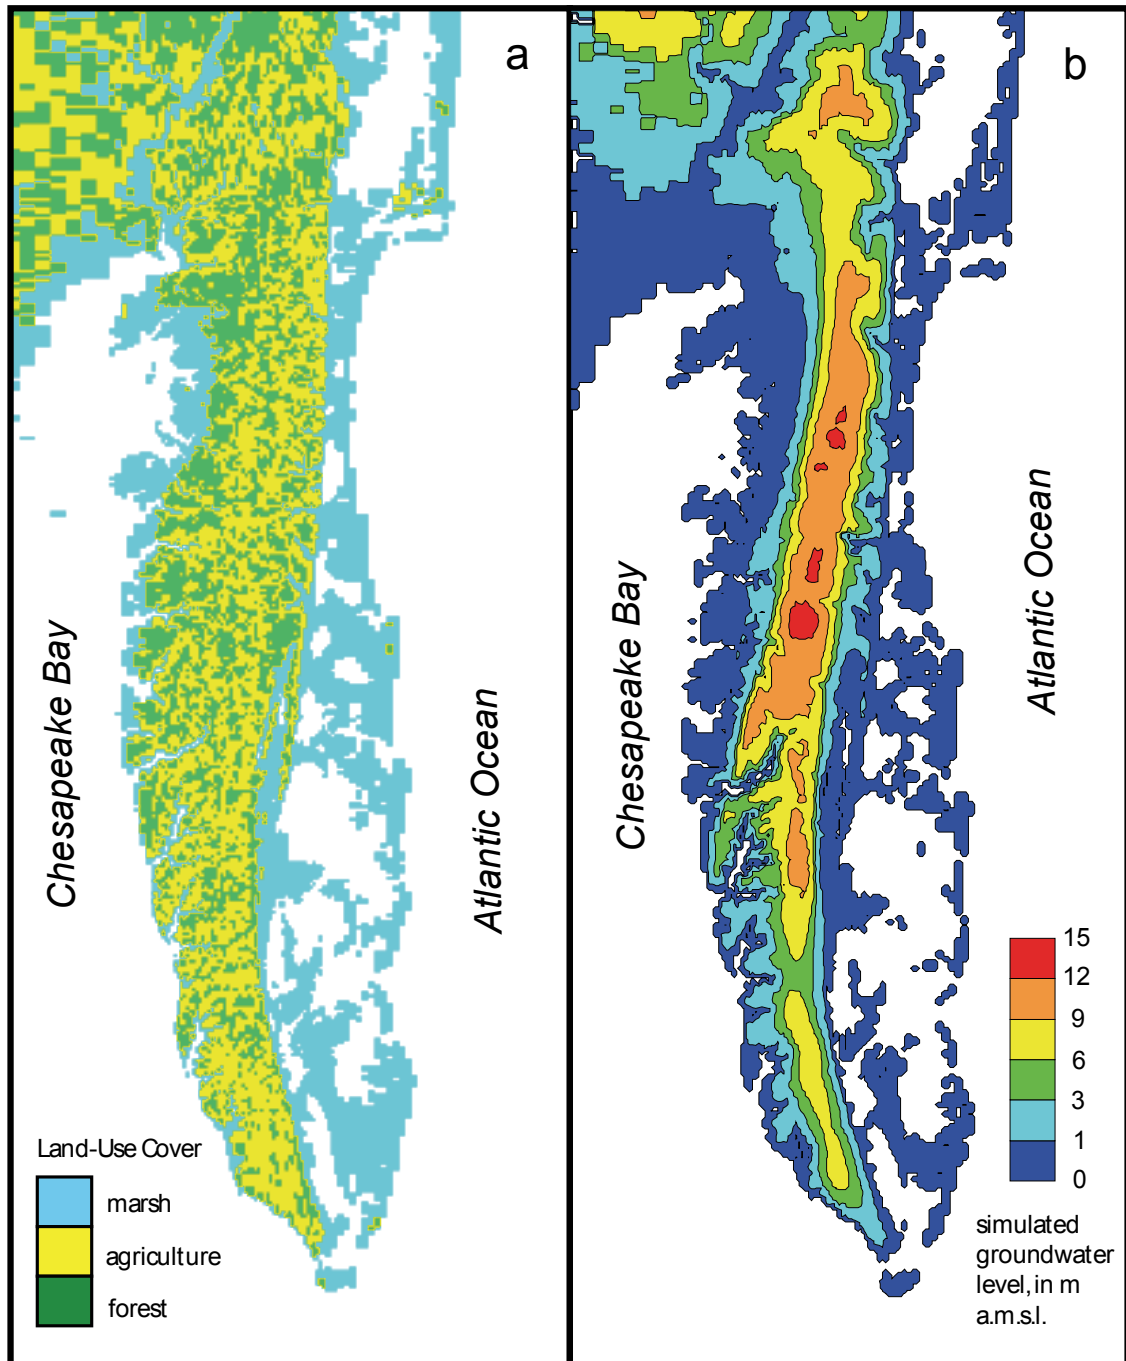 a
Chesapeake Bay
Atlantic Ocean
Land-Use Cover
marsh
agriculture
forest
b
Chesapeake Bay
Atlantic Ocean
15
12
9
6
3
1
0
simulated
groundwater
level, in m
a.m.s.l.